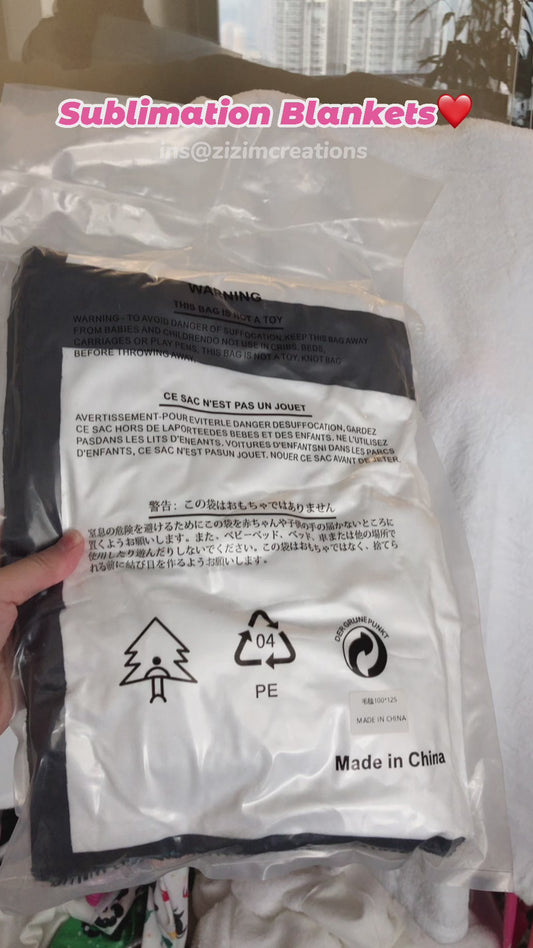 Sublimation Blankets❤️
ins@zizimcreations
WARNING
THIS BAG IS NOT A TOY
WARNING - TO AVOID DANGER OF SUFFOCATION,KEEP THIS BAG AWAY
FROM BABIES AND CHILDRENDO NOT USE IN CRIBS, BEDS,
CARRIAGES OR PLAY PENS. THIS BAG IS NOT A TOY, KNOT BAG
BEFORE THROWING AWAY.
CE SAC N'EST PAS UN JOUET
AVERTISSEMENT-POUR EVITERLE DANGER DESUFFOCATION, GARDEZ
CE SAC HORS DE LAPORTEEDES BEBES ET DES ENFANTS. NE L'UTILISEZ
PASDANS LES LITS D'ENEANTS. VOITURES D'ENFANTSNI DANS LES PARCS
D'ENFANTS, CE SAC N'EST PASUN JOUET. NOUER CE SAC AVANT DE JETER.
警告: この袋はおもちゃではありません
窒息の危険を避けるためにこの袋を赤ちゃんや子供の手の届かないところに
置くようお願いします。また、ベビーベッド、ベッド、車または他の場所で
使用したり遊んだりしないでください。この袋はおもちゃではなく、捨てら
れる前に結び目を作るようお願いします。
04
PE
DER GRUNE PUNKT
毛毯100*125
MADE IN CHINA
Made in China